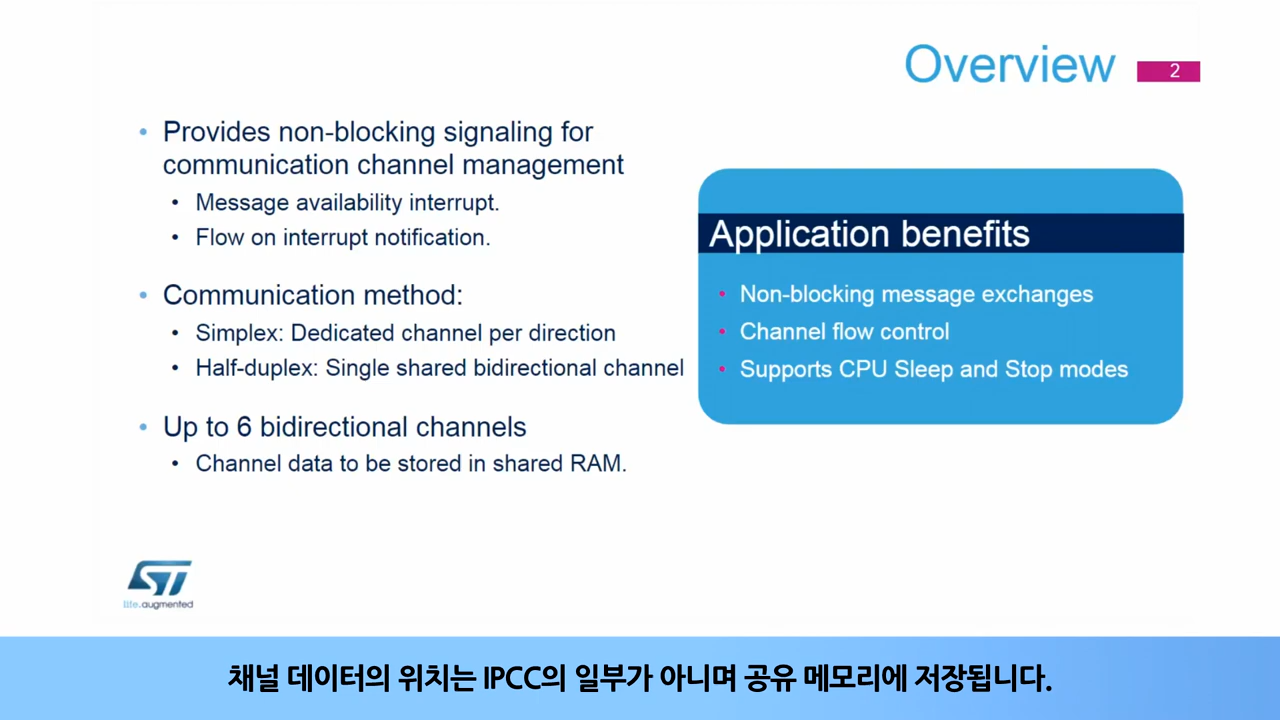 Overview
2
• Provides non-blocking signaling for
communication channel management
• Message availability interrupt.
• Flow on interrupt notification.
• Communication method:
• Simplex: Dedicated channel per direction
• Half-duplex: Single shared bidirectional channel
• Up to 6 bidirectional channels
• Channel data to be stored in shared RAM.
Application benefits
• Non-blocking message exchanges
• Channel flow control
• Supports CPU Sleep and Stop modes
ST
life.augmented
채널 데이터의 위치는 IPCC의 일부가 아니며 공유 메모리에 저장됩니다.